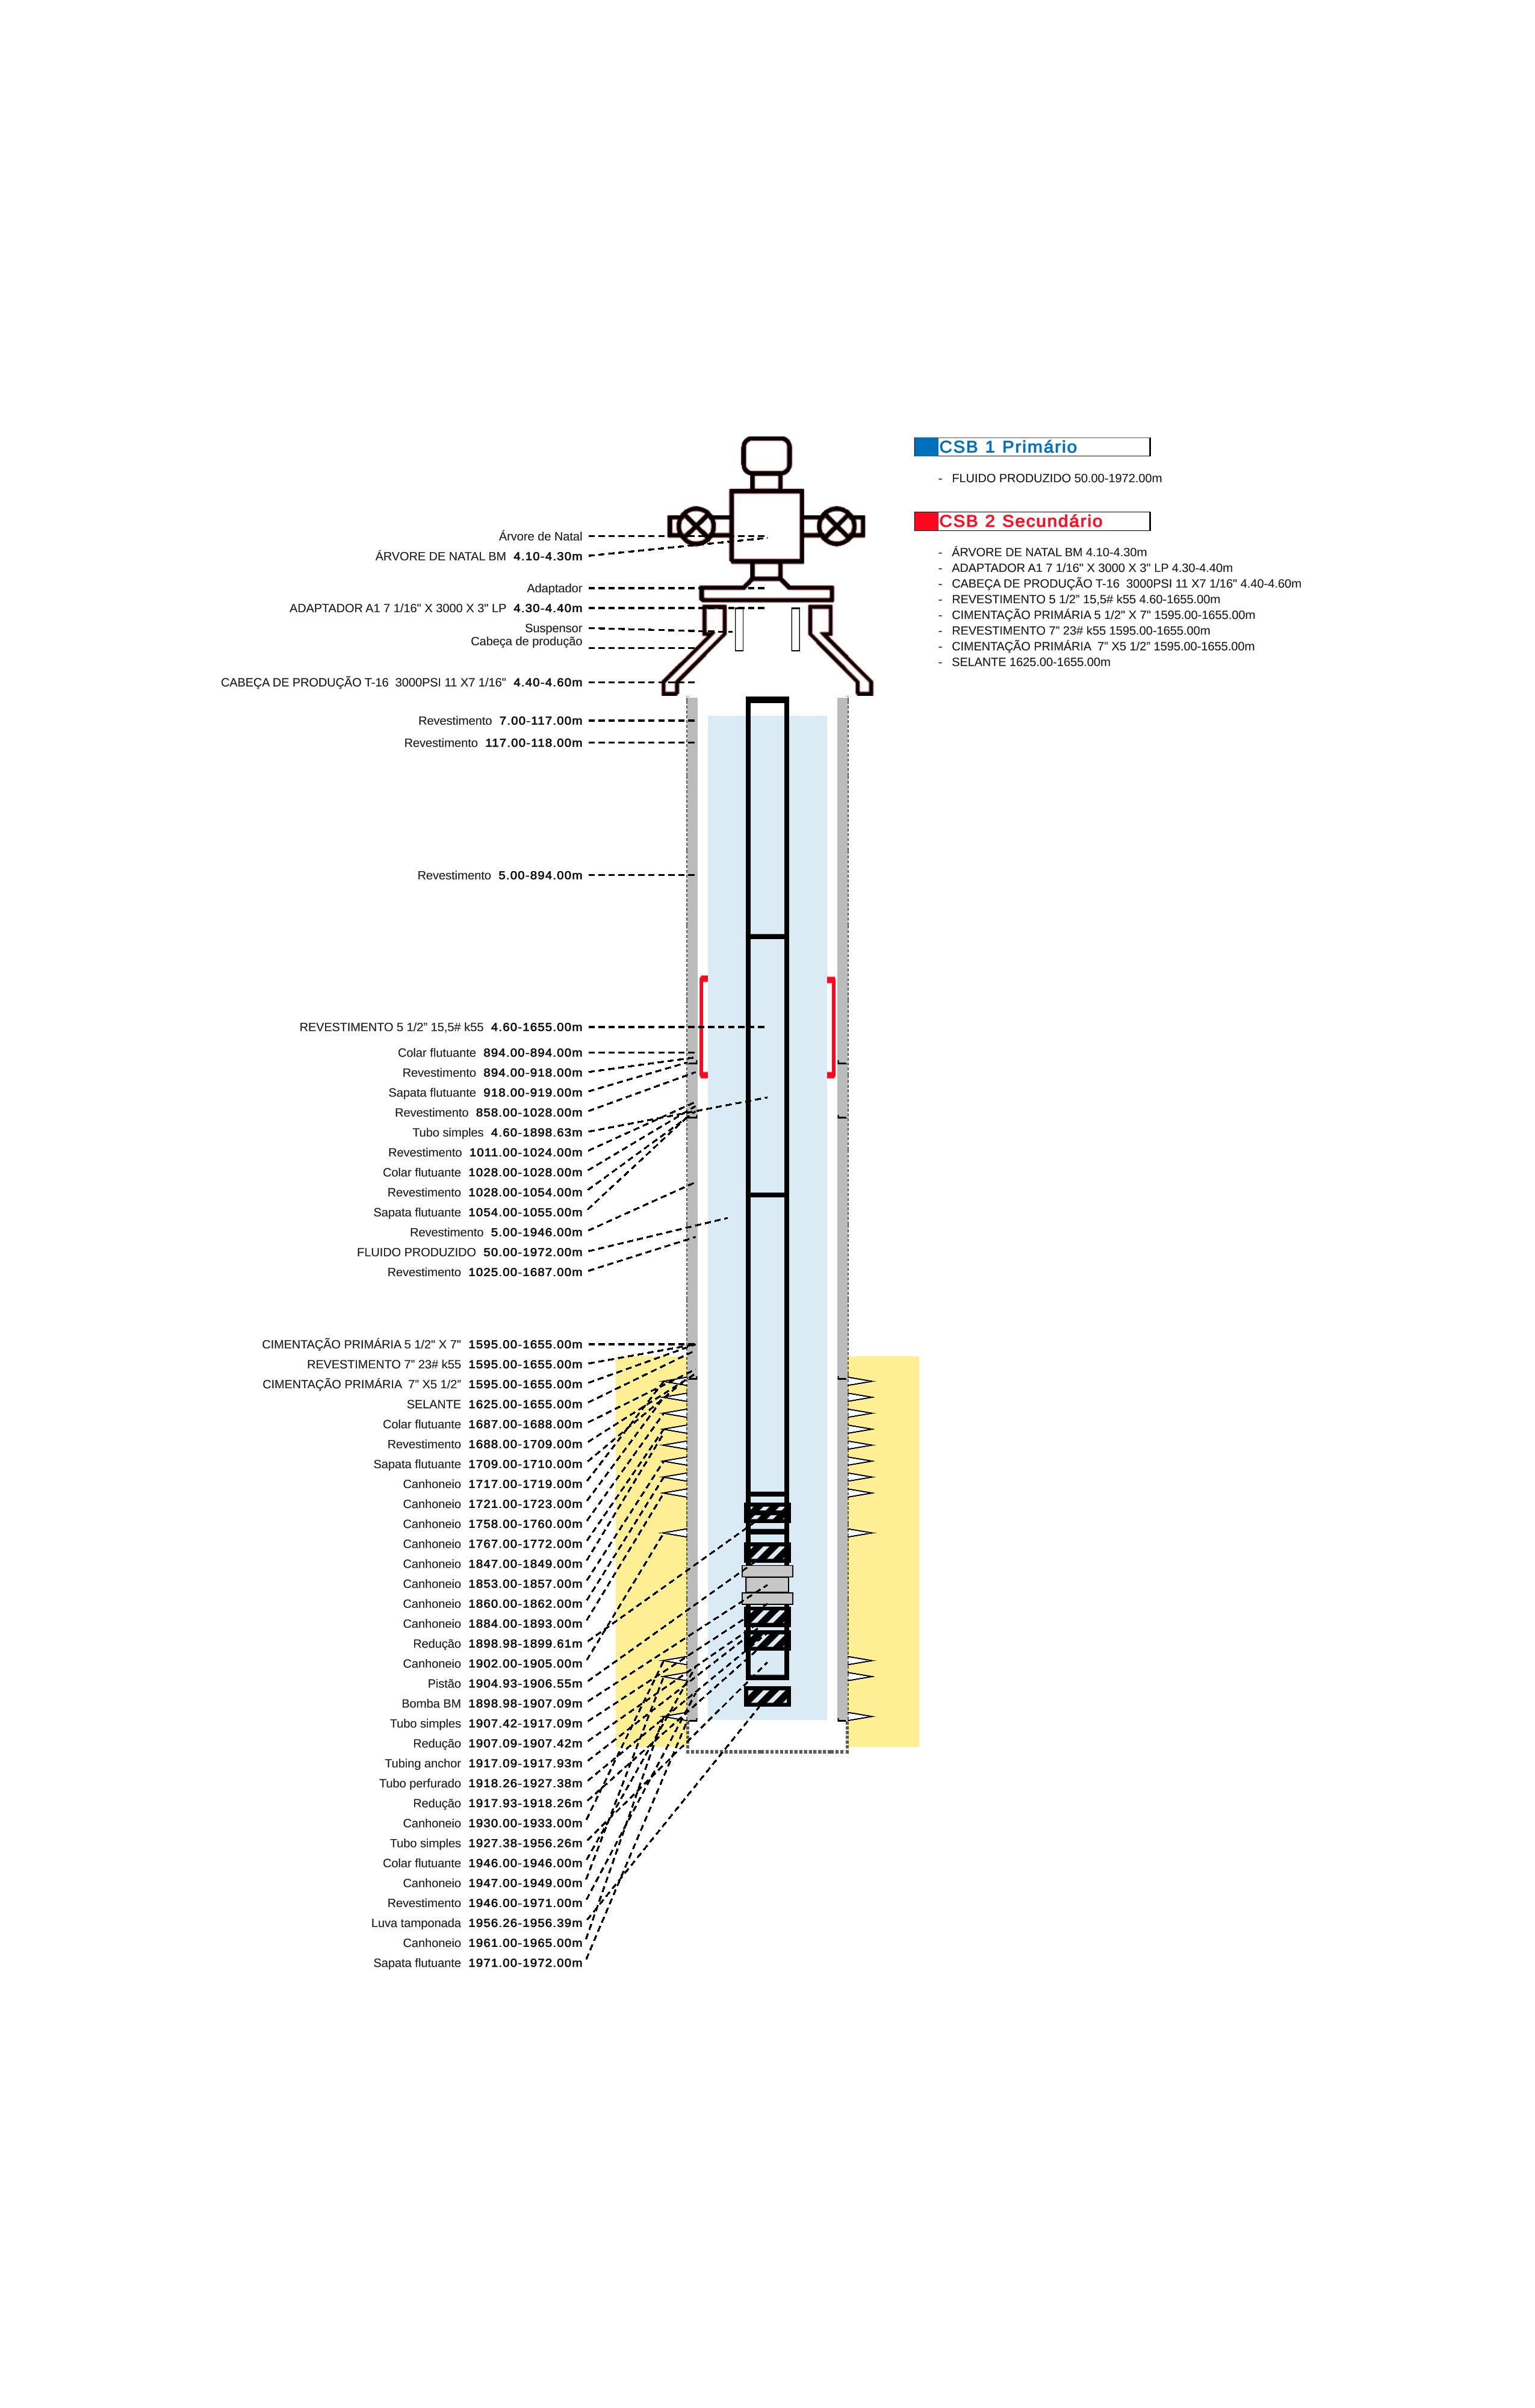 CSB 1 Primário
- FLUIDO PRODUZIDO 50.00-1972.00m
CSB 2 Secundário
- ÁRVORE DE NATAL BM 4.10-4.30m
- ADAPTADOR A1 7 1/16" X 3000 X 3" LP 4.30-4.40m
- CABEÇA DE PRODUÇÃO T-16  3000PSI 11 X7 1/16" 4.40-4.60m
- REVESTIMENTO 5 1/2” 15,5# k55 4.60-1655.00m
- CIMENTAÇÃO PRIMÁRIA 5 1/2" X 7" 1595.00-1655.00m
- REVESTIMENTO 7” 23# k55 1595.00-1655.00m
- CIMENTAÇÃO PRIMÁRIA  7” X5 1/2” 1595.00-1655.00m
- SELANTE 1625.00-1655.00m
Árvore de Natal
ÁRVORE DE NATAL BM 4.10-4.30m
Adaptador
ADAPTADOR A1 7 1/16" X 3000 X 3" LP 4.30-4.40m
Suspensor
Cabeça de produção
CABEÇA DE PRODUÇÃO T-16  3000PSI 11 X7 1/16" 4.40-4.60m
Revestimento 7.00-117.00m
Revestimento 117.00-118.00m
Revestimento 5.00-894.00m
REVESTIMENTO 5 1/2” 15,5# k55 4.60-1655.00m
Colar flutuante 894.00-894.00m
Revestimento 894.00-918.00m
Sapata flutuante 918.00-919.00m
Revestimento 858.00-1028.00m
Tubo simples 4.60-1898.63m
Revestimento 1011.00-1024.00m
Colar flutuante 1028.00-1028.00m
Revestimento 1028.00-1054.00m
Sapata flutuante 1054.00-1055.00m
Revestimento 5.00-1946.00m
FLUIDO PRODUZIDO 50.00-1972.00m
Revestimento 1025.00-1687.00m
CIMENTAÇÃO PRIMÁRIA 5 1/2" X 7" 1595.00-1655.00m
REVESTIMENTO 7” 23# k55 1595.00-1655.00m
CIMENTAÇÃO PRIMÁRIA  7” X5 1/2” 1595.00-1655.00m
SELANTE 1625.00-1655.00m
Colar flutuante 1687.00-1688.00m
Revestimento 1688.00-1709.00m
Sapata flutuante 1709.00-1710.00m
Canhoneio 1717.00-1719.00m
Canhoneio 1721.00-1723.00m
Canhoneio 1758.00-1760.00m
Canhoneio 1767.00-1772.00m
Canhoneio 1847.00-1849.00m
Canhoneio 1853.00-1857.00m
Canhoneio 1860.00-1862.00m
Canhoneio 1884.00-1893.00m
Redução 1898.98-1899.61m
Canhoneio 1902.00-1905.00m
Pistão 1904.93-1906.55m
Bomba BM 1898.98-1907.09m
Tubo simples 1907.42-1917.09m
Redução 1907.09-1907.42m
Tubing anchor 1917.09-1917.93m
Tubo perfurado 1918.26-1927.38m
Redução 1917.93-1918.26m
Canhoneio 1930.00-1933.00m
Tubo simples 1927.38-1956.26m
Colar flutuante 1946.00-1946.00m
Canhoneio 1947.00-1949.00m
Revestimento 1946.00-1971.00m
Luva tamponada 1956.26-1956.39m
Canhoneio 1961.00-1965.00m
Sapata flutuante 1971.00-1972.00m